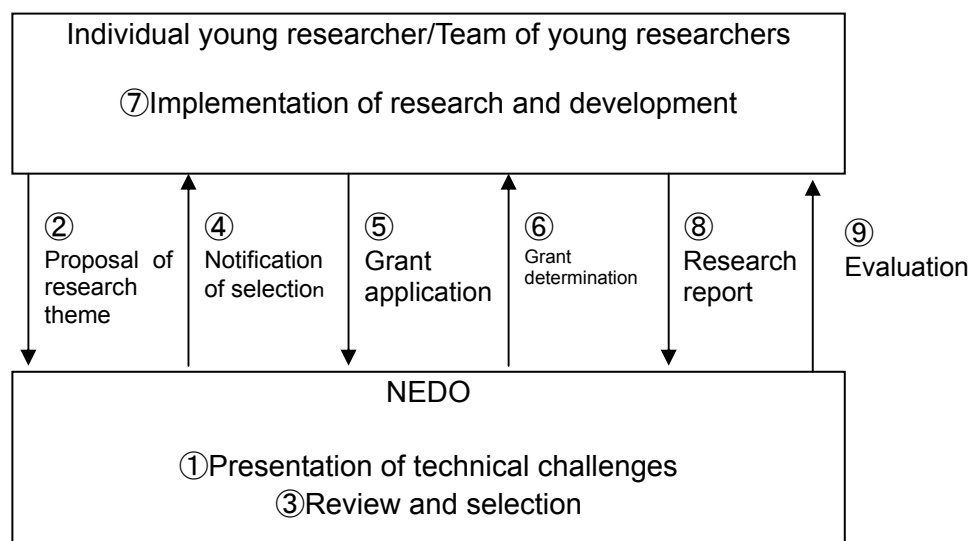 Individual young researcher/Team of young researchers
⑦Implementation of research and development
②
Proposal of
research
theme
④
Notification
of selection
⑤
Grant
application
⑥
Grant
determination
⑧
Research
report
⑨
Evaluation
NEDO
①Presentation of technical challenges
③Review and selection